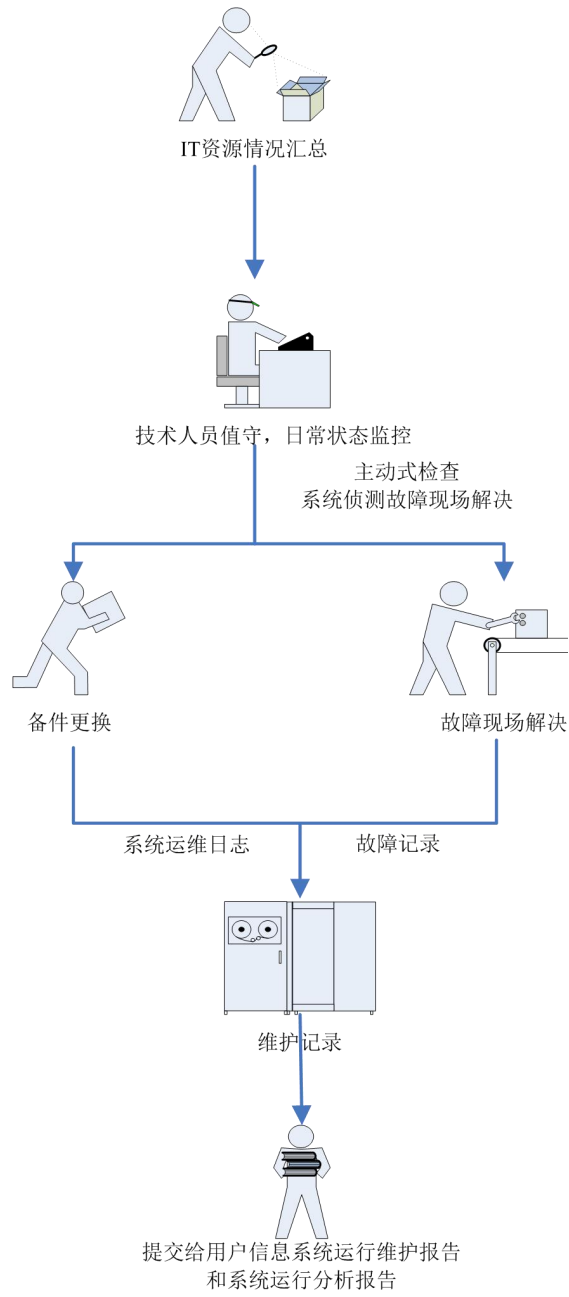 IT资源情况汇总
技术人员值守，日常状态监控
主动式检查
系统侦测故障现场解决
备件更换
故障现场解决
系统运维日志
故障记录
维护记录
提交给用户信息系统运行维护报告
和系统运行分析报告